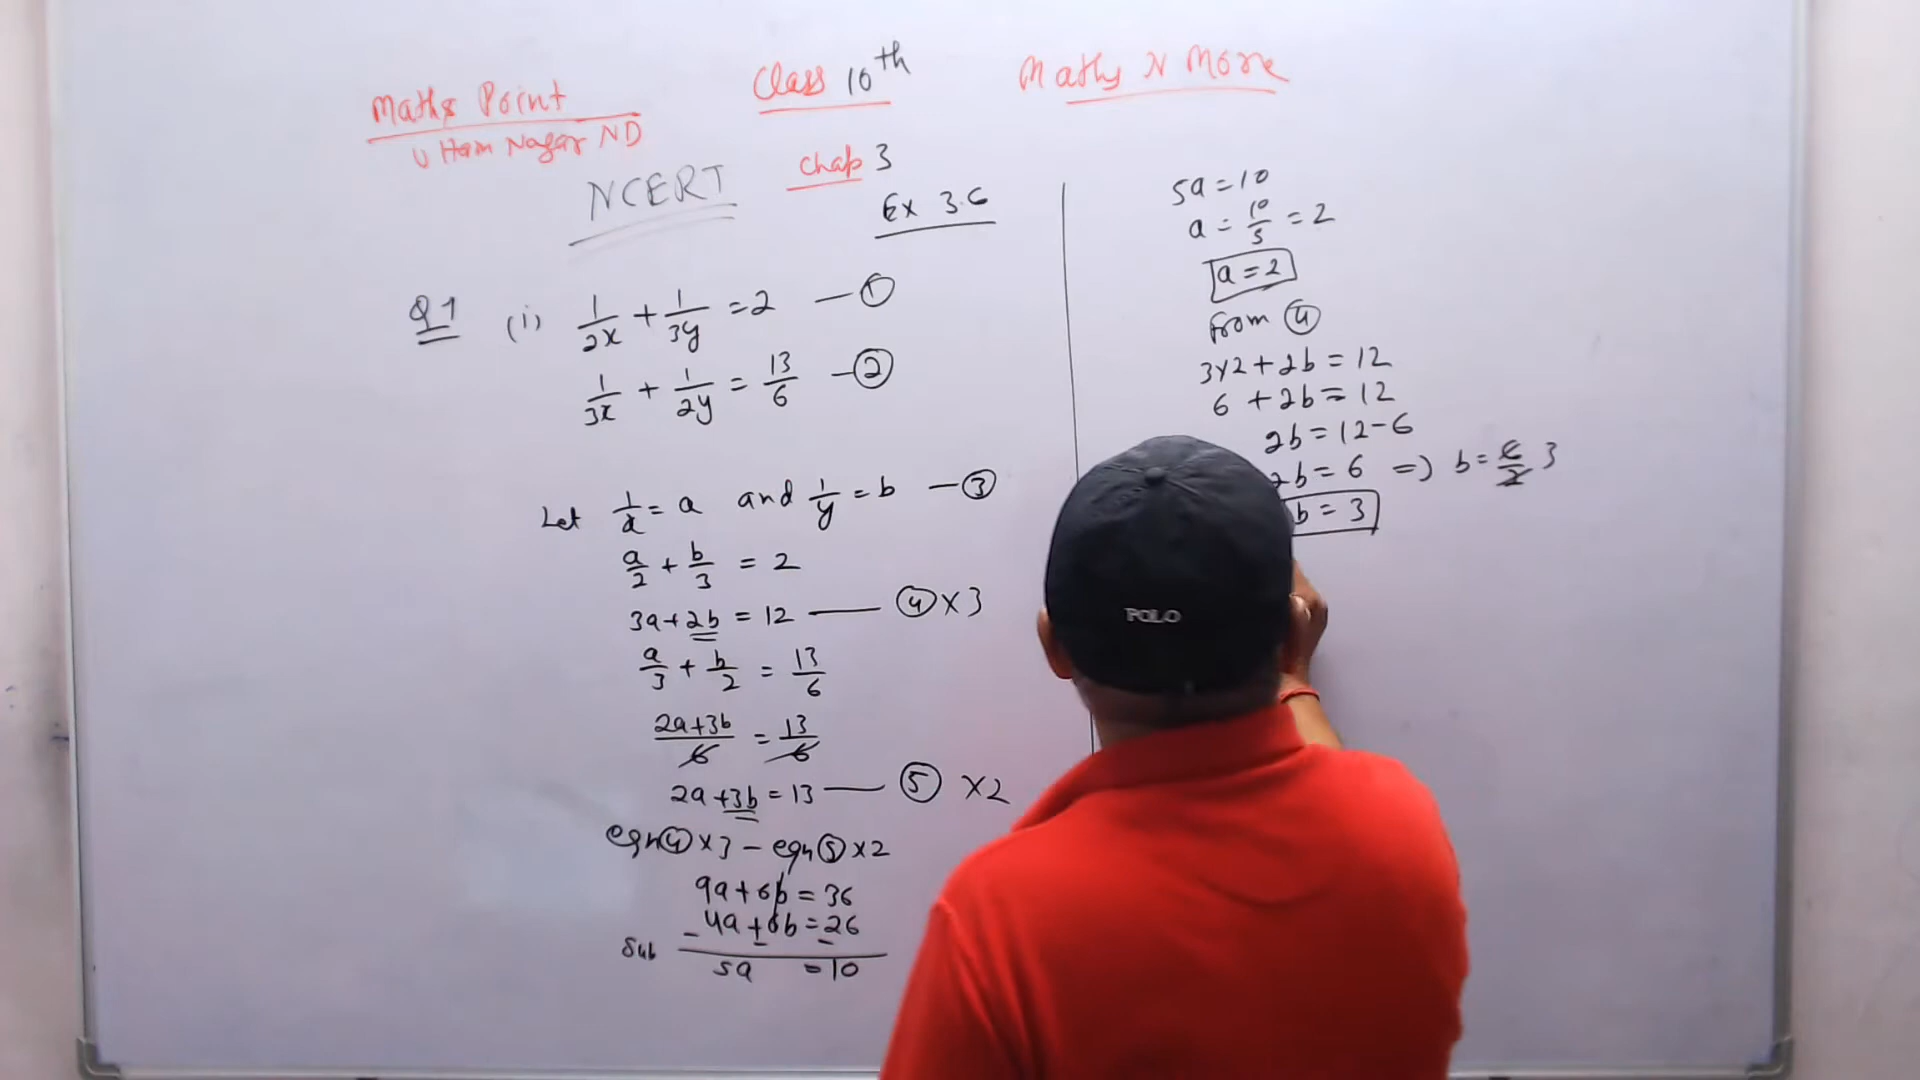 Maths Point
Uttam Nagar ND
Class 10th
Maths N More
NCERT
Chap 3
Ex 3.6
Q1 (i) 1/2x + 1/3y = 2 — ①
1/3x + 1/2y = 13/6 — ②
Let 1/x = a and 1/y = b — ③
a/2 + b/3 = 2
3a+2b = 12 —— ④ × 3
a/3 + b/2 = 13/6
2a+3b/6 = 13/6
2a+3b = 13 —— ⑤ ×2
eqn④×3 – eqn⑤×2
9a+6b = 36
– 4a+6b = 26
– –
Sub
5a = 10
5a = 10
a = 10/5 = 2
a = 2
from ④
3×2+2b = 12
6 + 2b = 12
2b = 12-6
2b = 6 => b = 6/2 3
b = 3
POLO